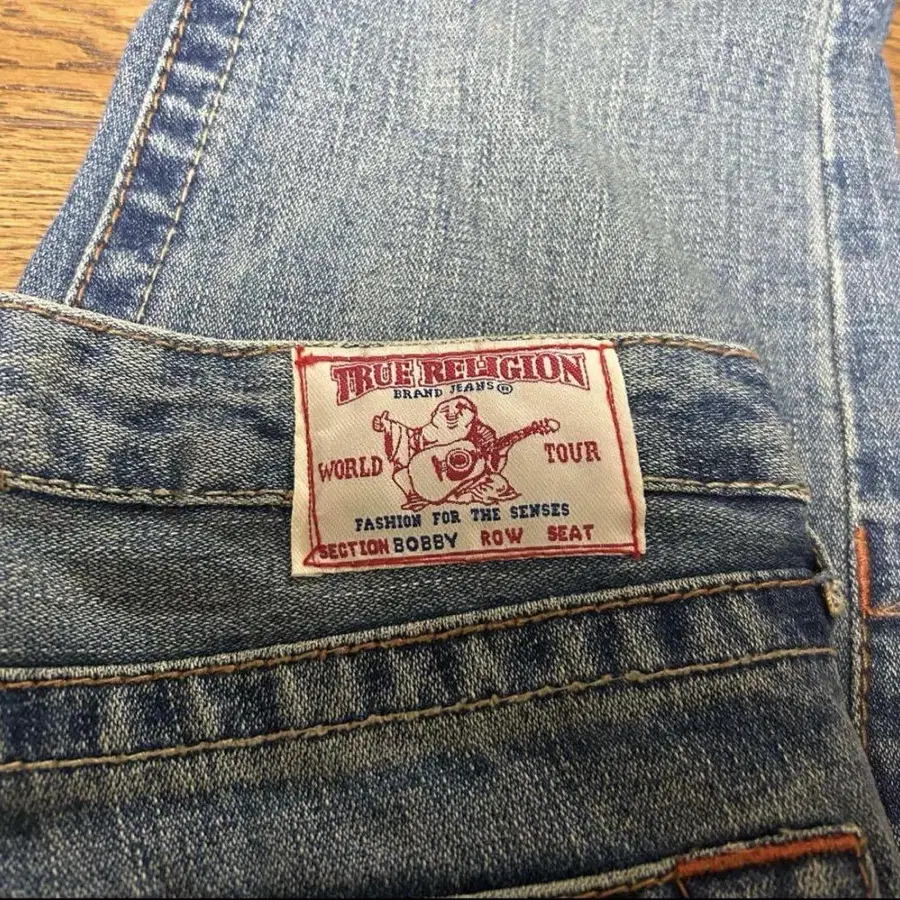 TRUE RELIGION
BRAND JEANS®
WORLD TOUR
FASHION FOR THE SENSES
SECTION BOBBY ROW SEAT